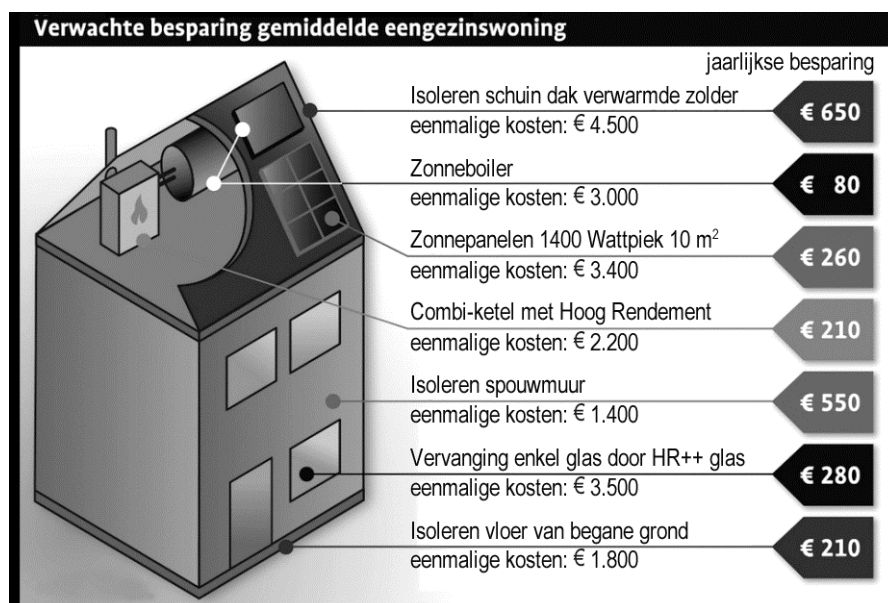 Verwachte besparing gemiddelde eengezinswoning
jaarlijkse besparing
Isoleren schuin dak verwarmde zolder
eenmalige kosten: € 4.500
€ 650
Zonneboiler
eenmalige kosten: € 3.000
€ 80
Zonnepanelen 1400 Wattpiek 10 m²
eenmalige kosten: € 3.400
€ 260
Combi-ketel met Hoog Rendement
eenmalige kosten: € 2.200
€ 210
Isoleren spouwmuur
eenmalige kosten: € 1.400
€ 550
Vervanging enkel glas door HR++ glas
eenmalige kosten: € 3.500
€ 280
Isoleren vloer van begane grond
eenmalige kosten: € 1.800
€ 210